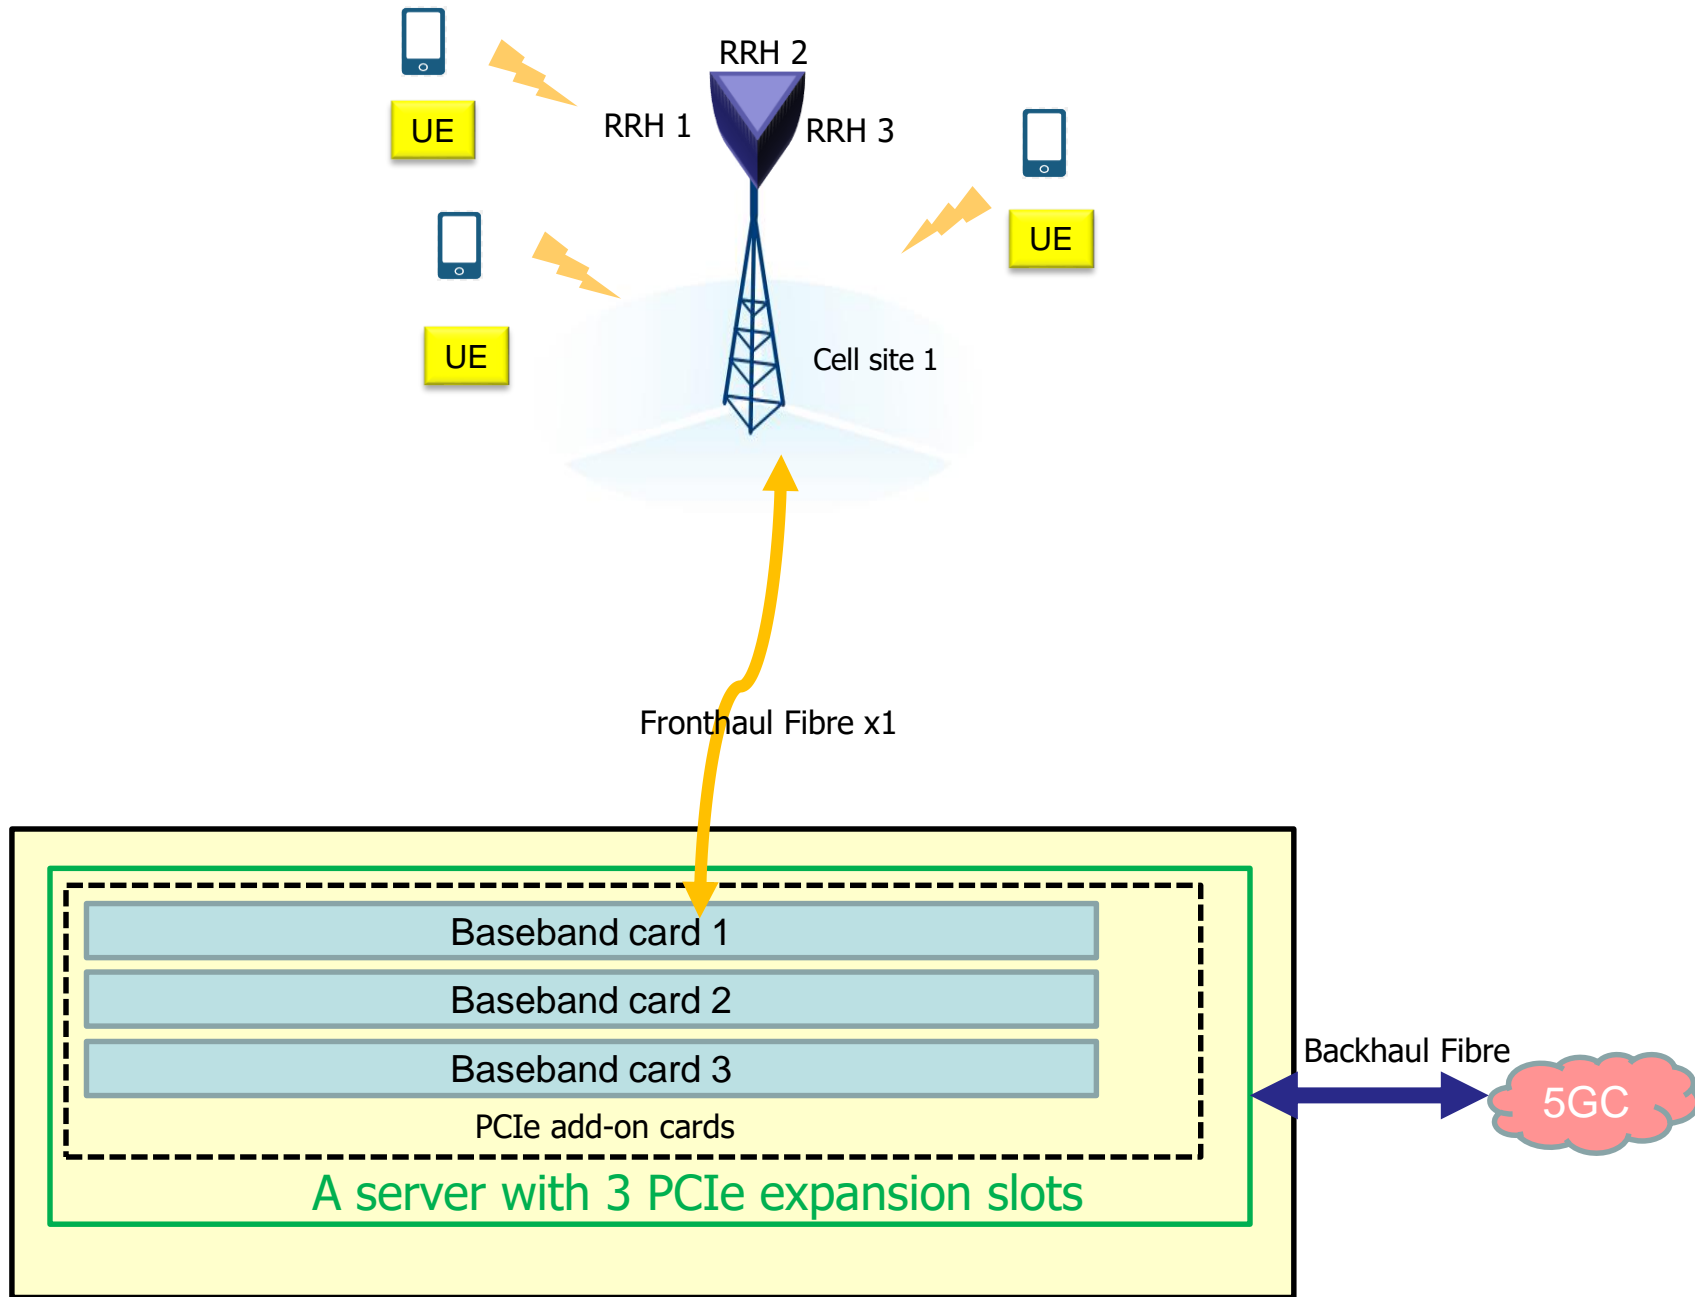 RRH 2
RRH 1
RRH 3
UE
UE
UE
Cell site 1
Fronthaul Fibre x1
Baseband card 1
Baseband card 2
Baseband card 3
PCIe add-on cards
A server with 3 PCIe expansion slots
Backhaul Fibre
5GC